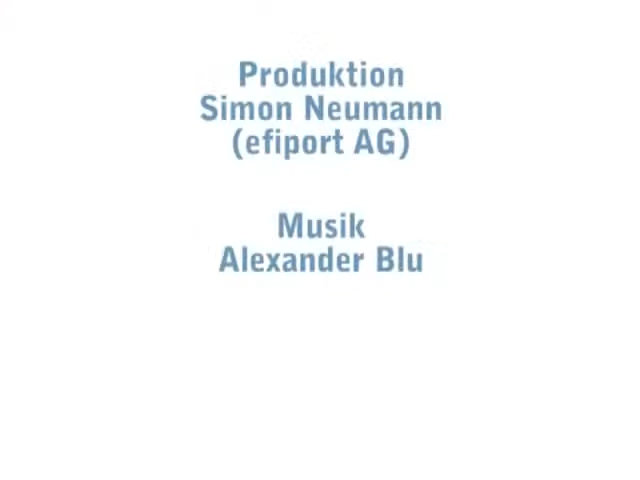 Produktion
Simon Neumann
(efiport AG)
Musik
Alexander Blu